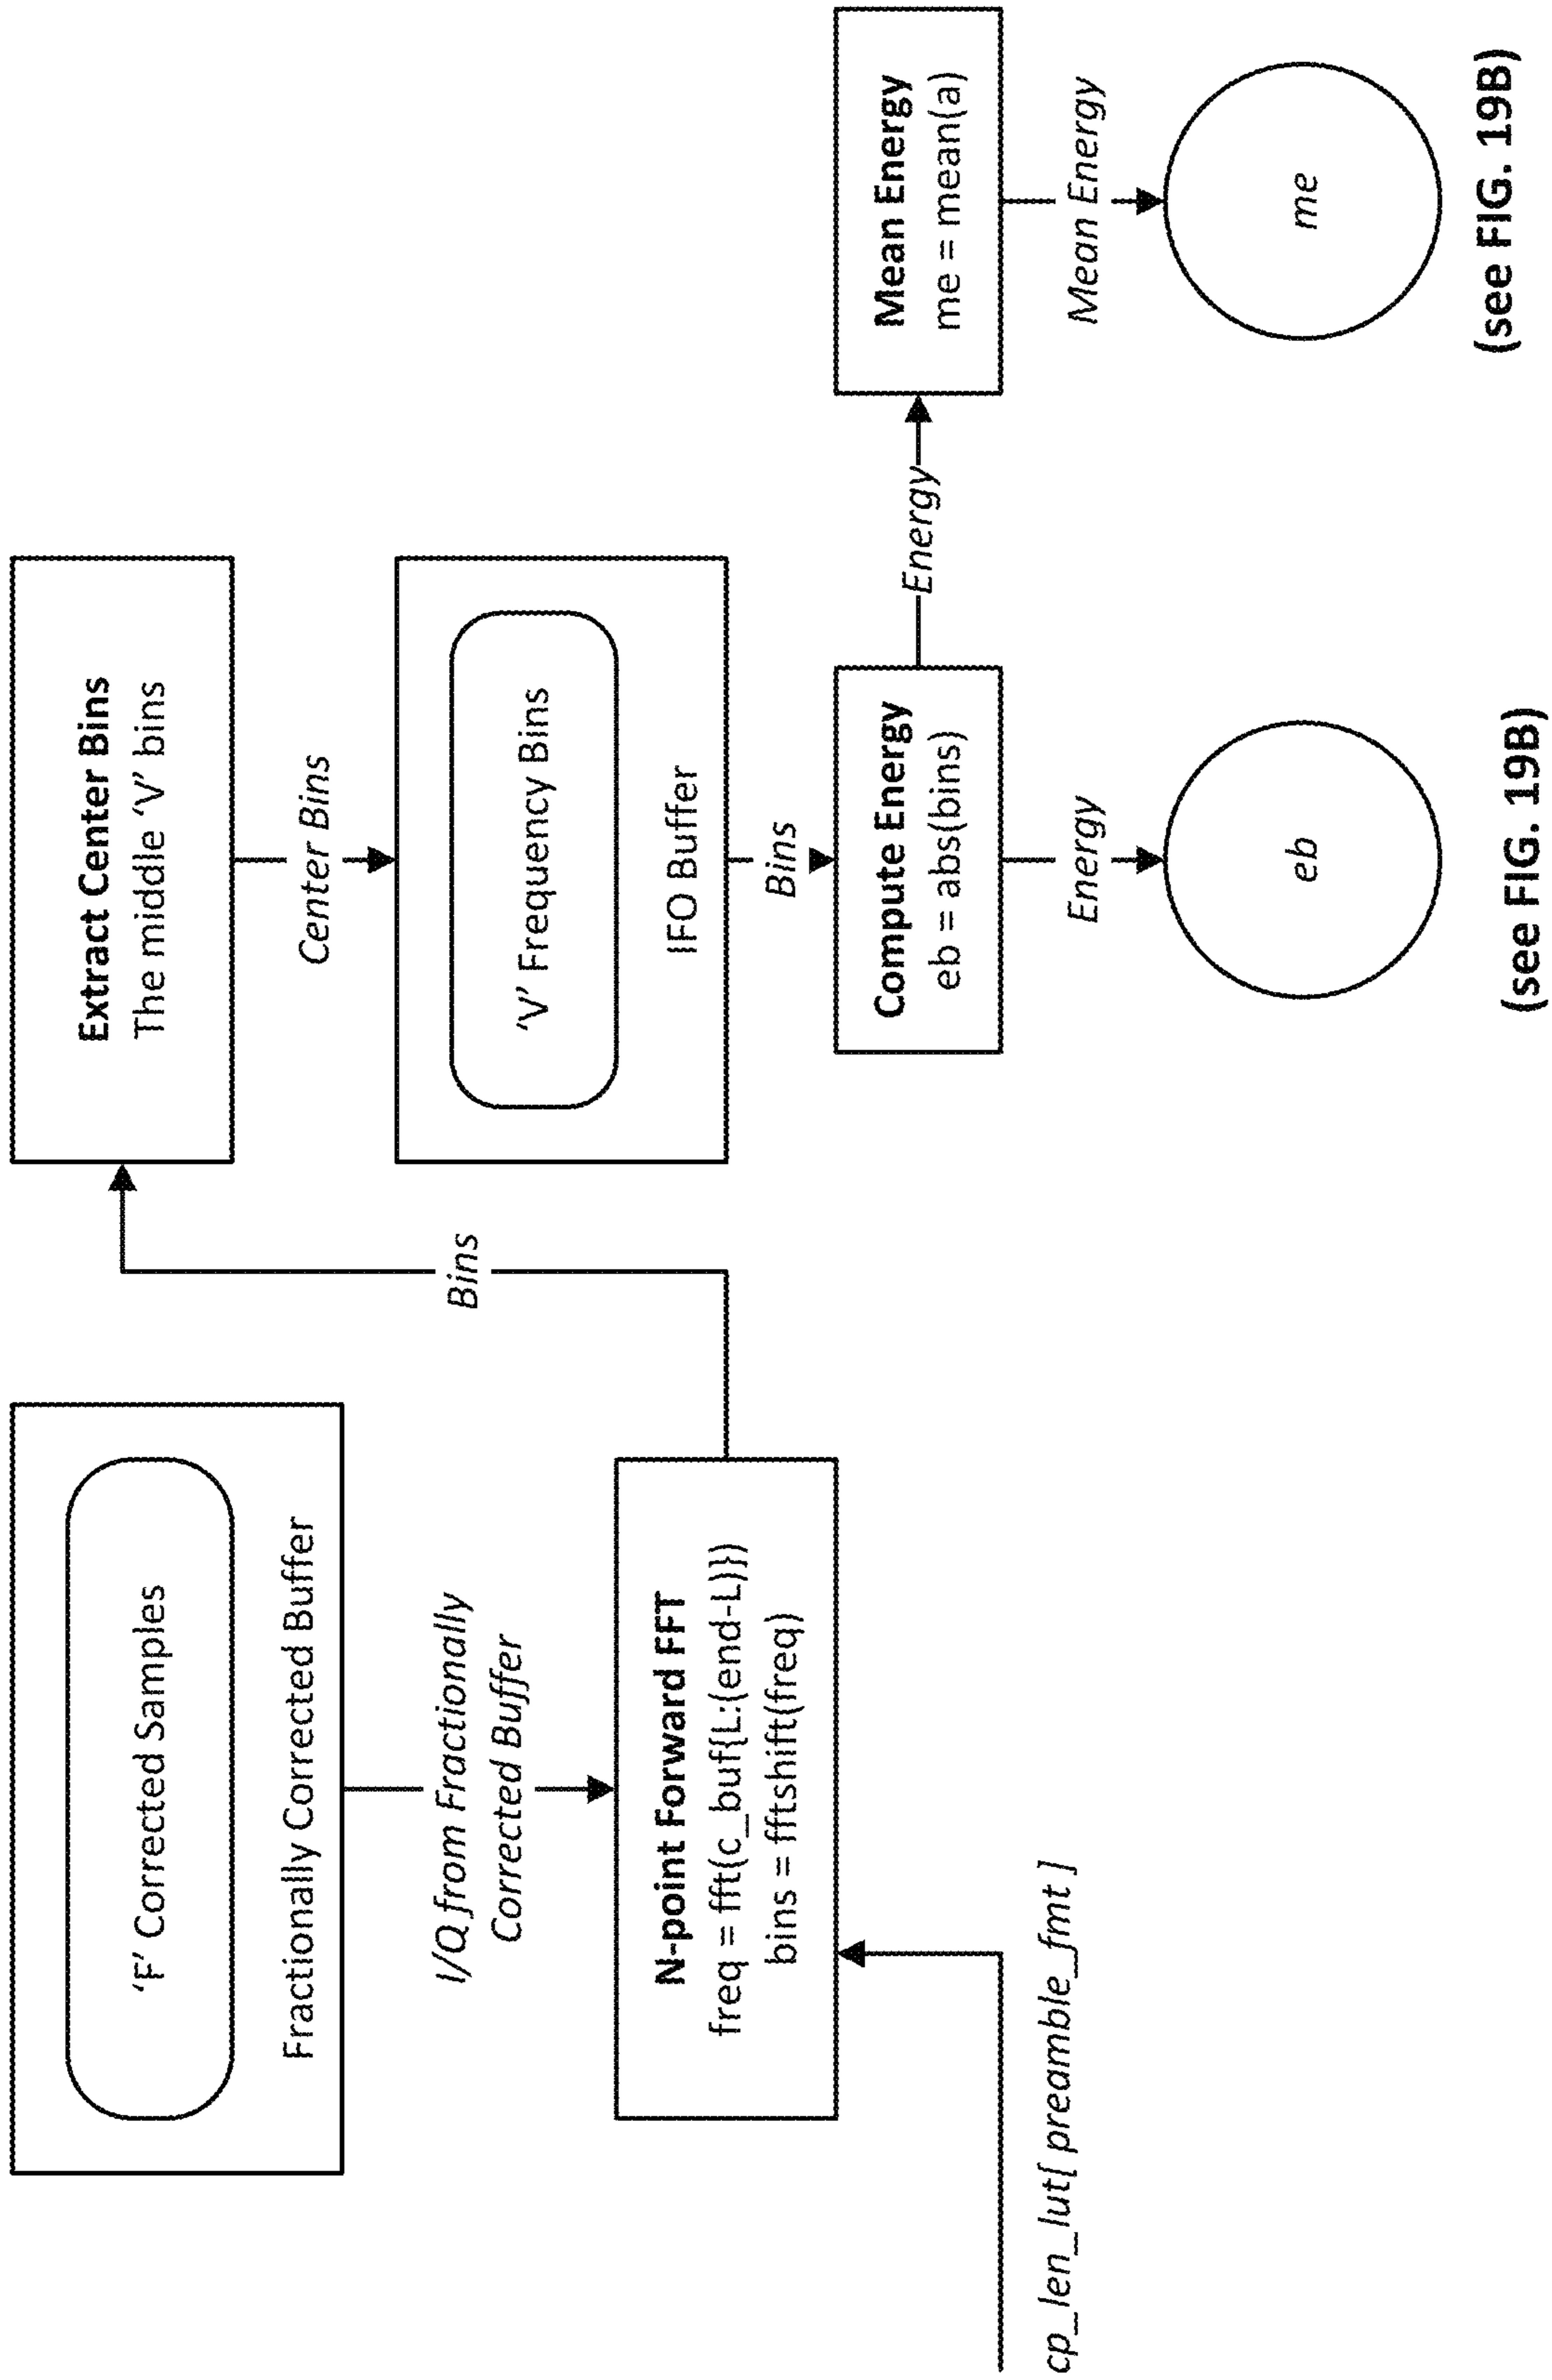 'F' Corrected Samples
Fractionally Corrected Buffer
I/Q from Fractionally
Corrected Buffer
N-point Forward FFT
freq = fft(c_buf{L:(end-L)})
bins = fftshift(freq)
cp_len_lut[ preamble_fmt ]
Bins
Extract Center Bins
The middle 'V' bins
Center Bins
'V' Frequency Bins
IFO Buffer
Bins
Compute Energy
eb = abs(bins)
Energy
eb
(see FIG. 19B)
Energy
Mean Energy
me = mean(a)
Mean Energy
me
(see FIG. 19B)